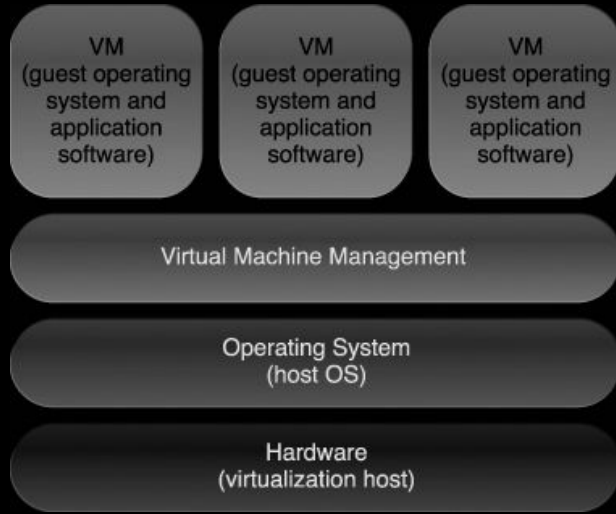 VM
(guest operating
system and
application
software)
VM
(guest operating
system and
application
software)
VM
(guest operating
system and
application
software)
Virtual Machine Management
Operating System
(host OS)
Hardware
(virtualization host)